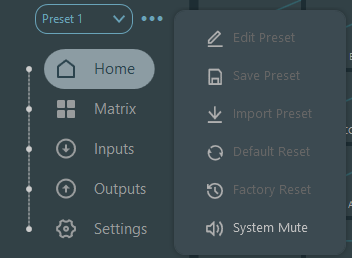 Preset 1
Home
Matrix
Inputs
Outputs
Settings
Edit Preset
Save Preset
Import Preset
Default Reset
Factory Reset
System Mute